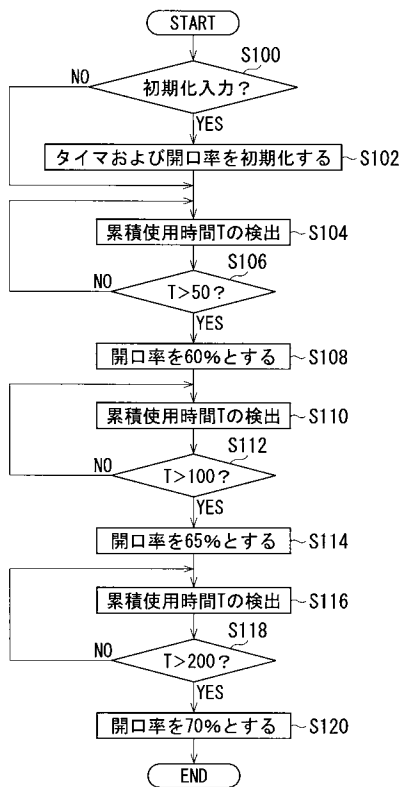 START
S100
NO
初期化入力？
YES
タイマおよび開口率を初期化する
S102
累積使用時間Tの検出
S104
S106
NO
T>50？
YES
開口率を60%とする
S108
累積使用時間Tの検出
S110
S112
NO
T>100？
YES
開口率を65%とする
S114
累積使用時間Tの検出
S116
S118
NO
T>200？
YES
開口率を70%とする
S120
END